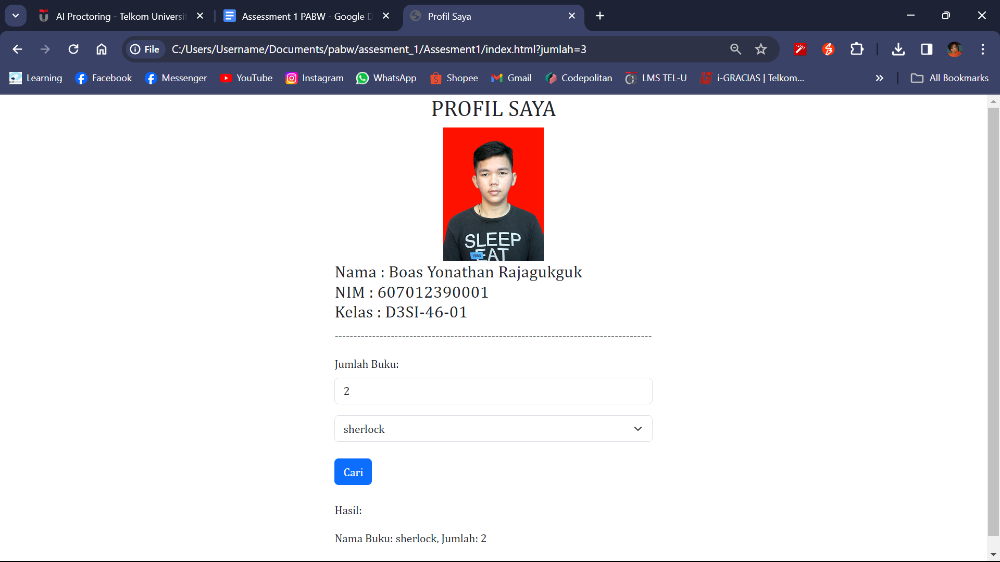 AI Proctoring - Telkom Universi
Assessment 1 PABW - Google D
Profil Saya
File
C:/Users/Username/Documents/pabw/assesment_1/Assesment1/index.html?jumlah=3
Learning
Facebook
Messenger
YouTube
Instagram
WhatsApp
Shopee
Gmail
Codepolitan
LMS TEL-U
i-GRACIAS | Telkom...
All Bookmarks
PROFIL SAYA
SLEEP
1986
EAT
Nama : Boas Yonathan Rajagukguk
NIM : 607012390001
Kelas : D3SI-46-01
--------------------------------------------------------------------------------------
Jumlah Buku:
2
sherlock
Cari
Hasil:
Nama Buku: sherlock, Jumlah: 2